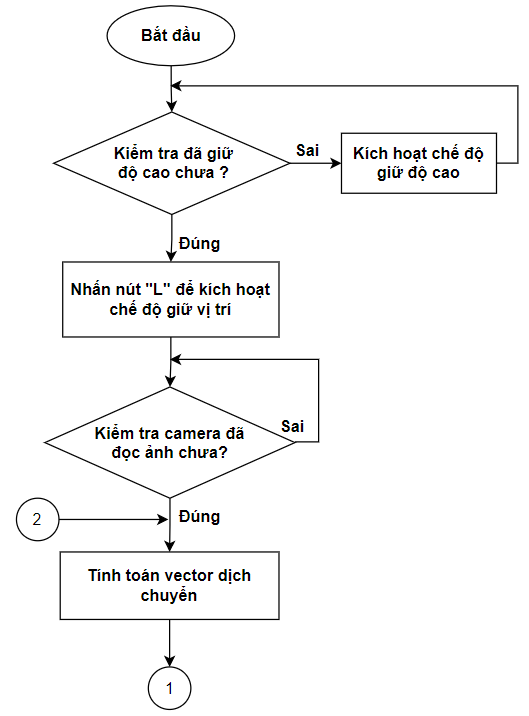 Bắt đầu
Kiểm tra đã giữ
độ cao chưa ?
Sai
Kích hoạt chế độ
giữ độ cao
Đúng
Nhấn nút "L" để kích hoạt
chế độ giữ vị trí
Sai
Kiểm tra camera đã
đọc ảnh chưa?
2
Đúng
Tính toán vector dịch
chuyển
1